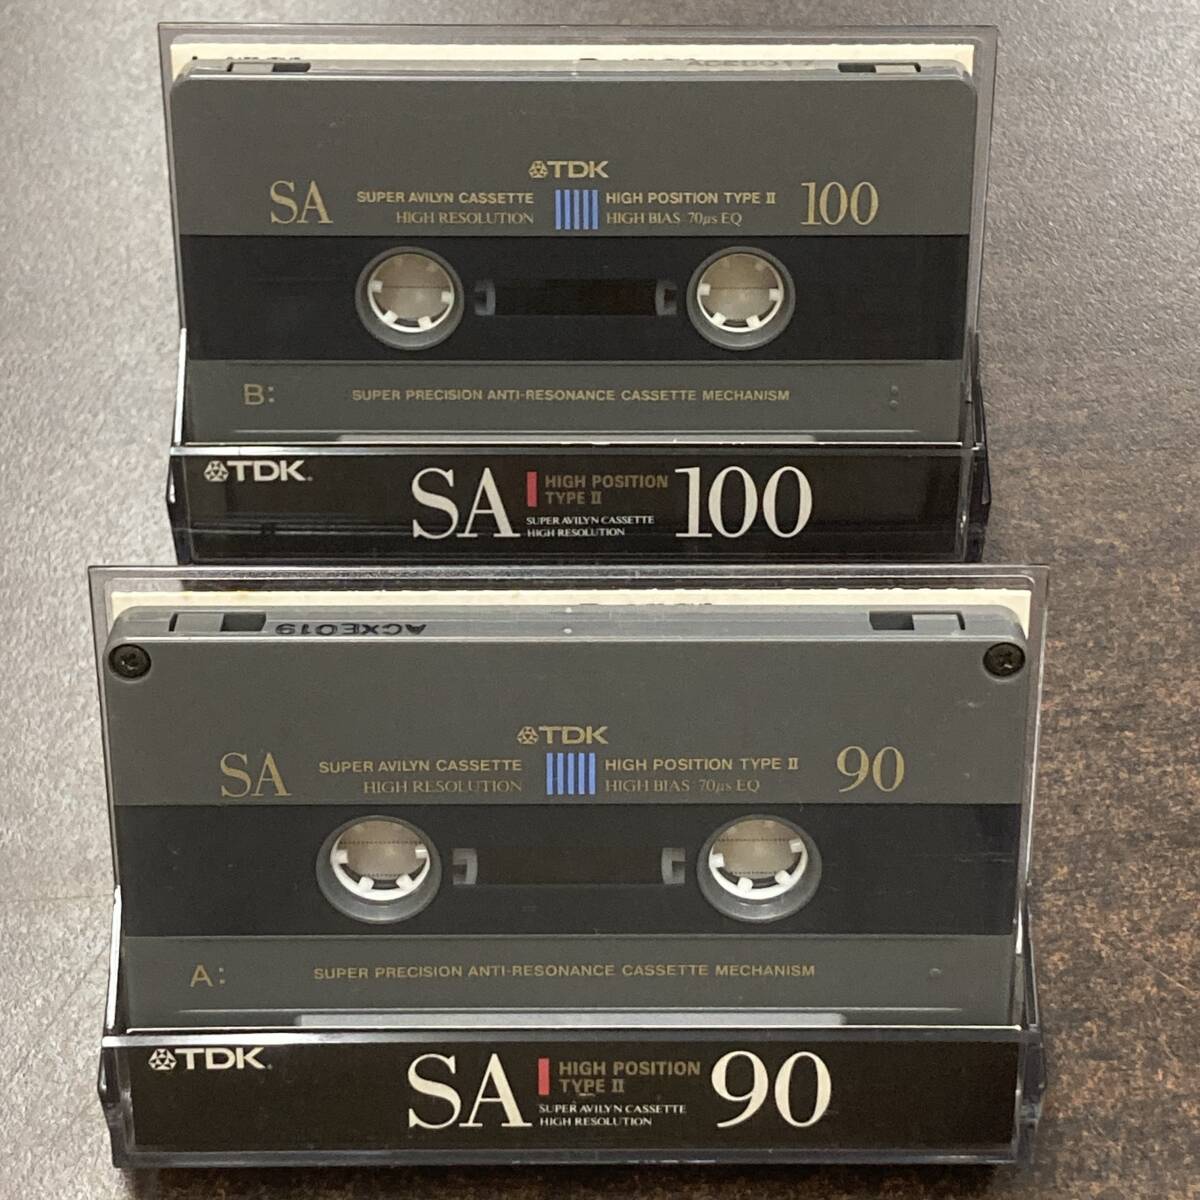 TDK
SA SUPER AVILYN CASSETTE HIGH POSITION TYPE II 100
HIGH RESOLUTION HIGH BIAS 70μs EQ
B: SUPER PRECISION ANTI-RESONANCE CASSETTE MECHANISM
TDK SA HIGH POSITION 100
TYPE II
SUPER AVILYN CASSETTE
HIGH RESOLUTION
ACXE019
TDK
SA SUPER AVILYN CASSETTE HIGH POSITION TYPE II 90
HIGH RESOLUTION HIGH BIAS 70μs EQ
A: SUPER PRECISION ANTI-RESONANCE CASSETTE MECHANISM
TDK SA HIGH POSITION 90
TYPE II
SUPER AVILYN CASSETTE
HIGH RESOLUTION